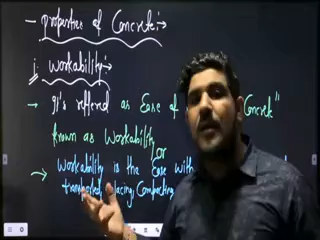 - properties of Concrete:→
i. Workability:→
→ It's reffered as Ease of Concrete"
known as Workability
or
→ Workability is the Ease with
transported, placing, Compacting